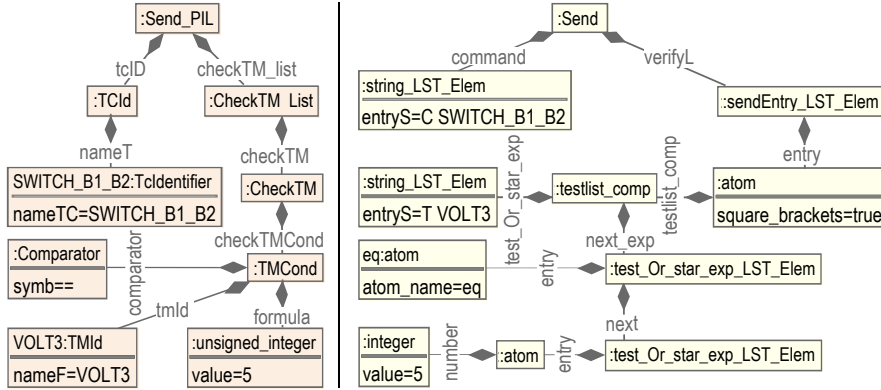 :Send_PIL
tcID
checkTM_list
:TCId
:CheckTM List
nameT
checkTM
SWITCH_B1_B2:TcIdentifier
nameTC=SWITCH_B1_B2
:CheckTM
checkTMCond
:Comparator
symb==
comparator
:TMCond
tmId
formula
VOLT3:TMId
nameF=VOLT3
:unsigned_integer
value=5
:Send
command
verifyL
:string_LST_Elem
entryS=C SWITCH_B1_B2
:sendEntry_LST_Elem
entry
:string_LST_Elem
entryS=T VOLT3
test_Or_star_exp
:testlist_comp
testlist_comp
:atom
square_brackets=true
next_exp
eq:atom
atom_name=eq
entry
:test_Or_star_exp_LST_Elem
next
:integer
value=5
number
:atom
entry
:test_Or_star_exp_LST_Elem